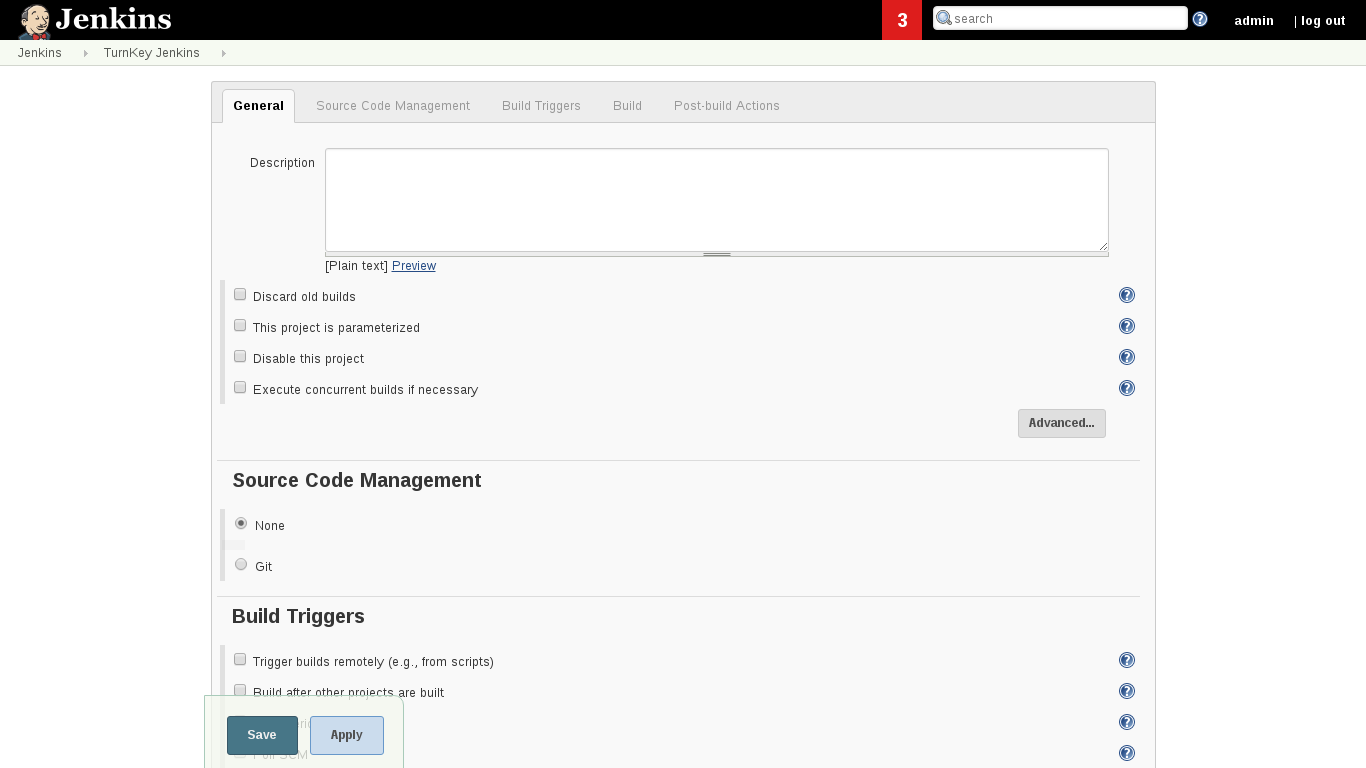 Jenkins
3
search
admin
| log out
Jenkins
TurnKey Jenkins
General
Source Code Management
Build Triggers
Build
Post-build Actions
Description
[Plain text] Preview
Discard old builds
This project is parameterized
Disable this project
Execute concurrent builds if necessary
Advanced...
Source Code Management
None
Git
Build Triggers
Trigger builds remotely (e.g., from scripts)
Build after other projects are built
Save
Apply
Poll SCM